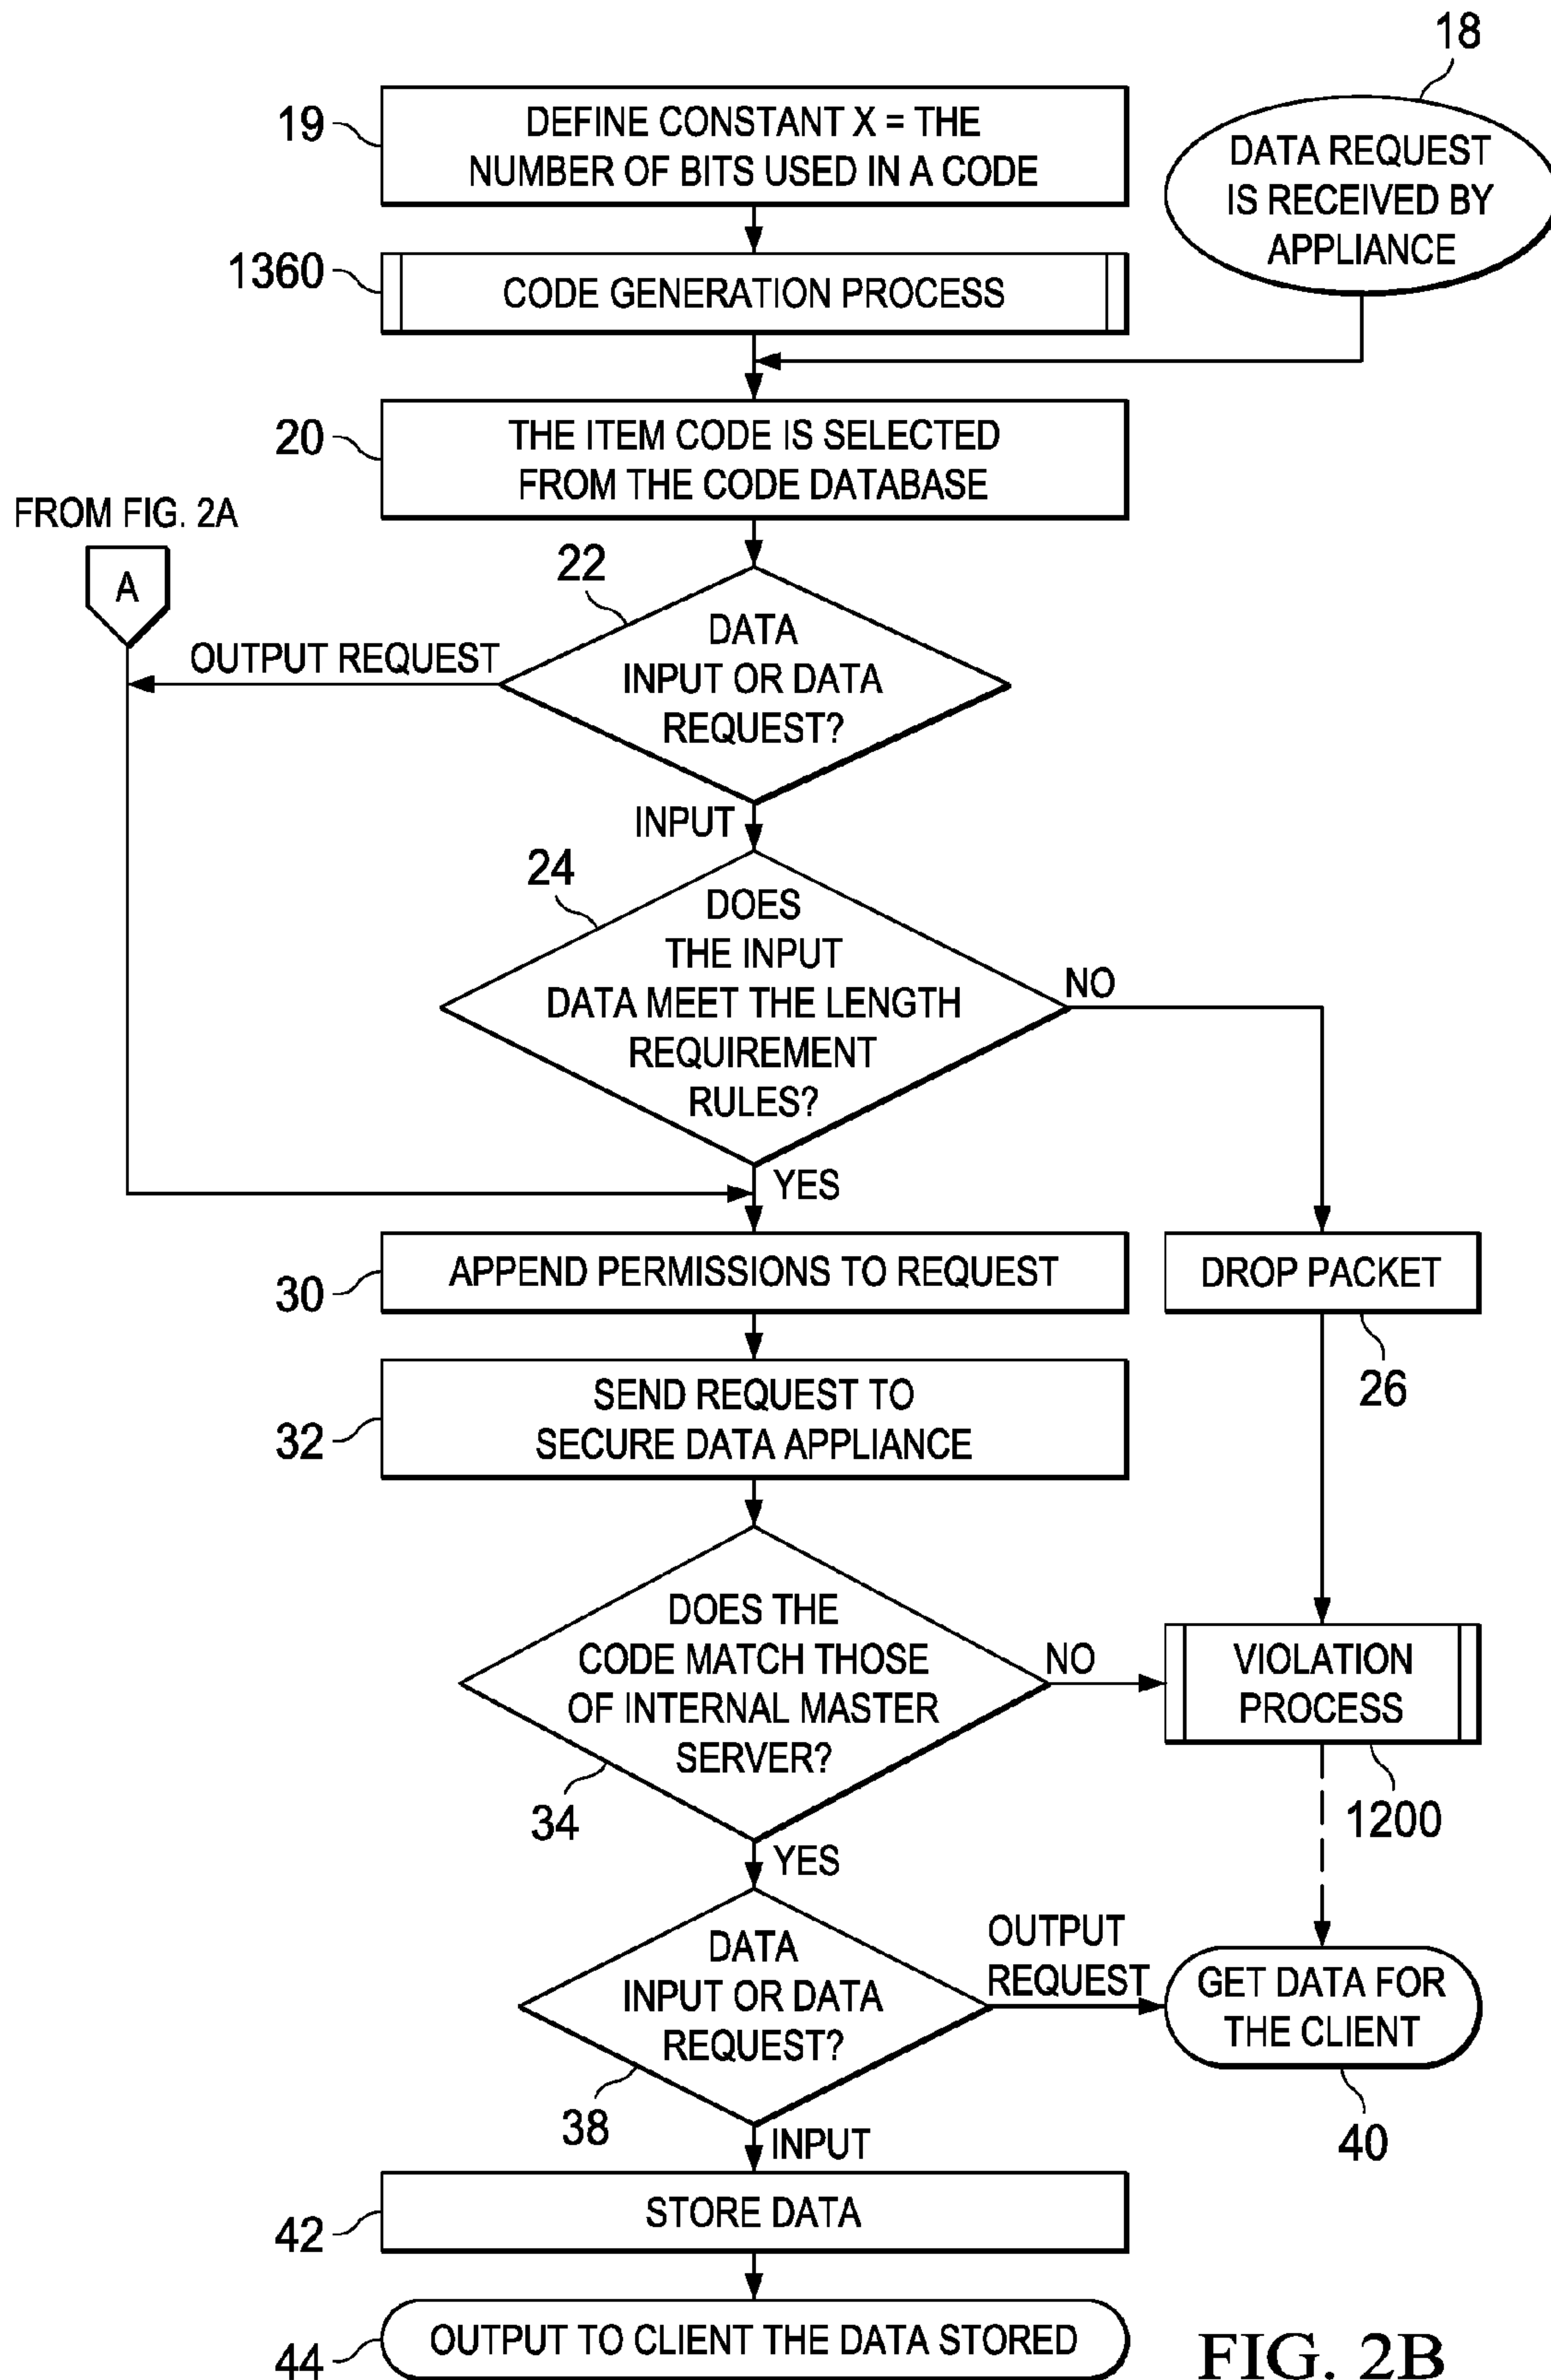 18
19
DEFINE CONSTANT X = THE
NUMBER OF BITS USED IN A CODE
DATA REQUEST
IS RECEIVED BY
APPLIANCE
1360
CODE GENERATION PROCESS
20
THE ITEM CODE IS SELECTED
FROM THE CODE DATABASE
FROM FIG. 2A
A
22
DATA
INPUT OR DATA
REQUEST?
OUTPUT REQUEST
INPUT
24
DOES
THE INPUT
DATA MEET THE LENGTH
REQUIREMENT
RULES?
NO
YES
30
APPEND PERMISSIONS TO REQUEST
DROP PACKET
26
32
SEND REQUEST TO
SECURE DATA APPLIANCE
DOES THE
CODE MATCH THOSE
OF INTERNAL MASTER
SERVER?
NO
VIOLATION
PROCESS
34
1200
YES
DATA
INPUT OR DATA
REQUEST?
OUTPUT
REQUEST
GET DATA FOR
THE CLIENT
38
40
INPUT
42
STORE DATA
44
OUTPUT TO CLIENT THE DATA STORED
FIG. 2B